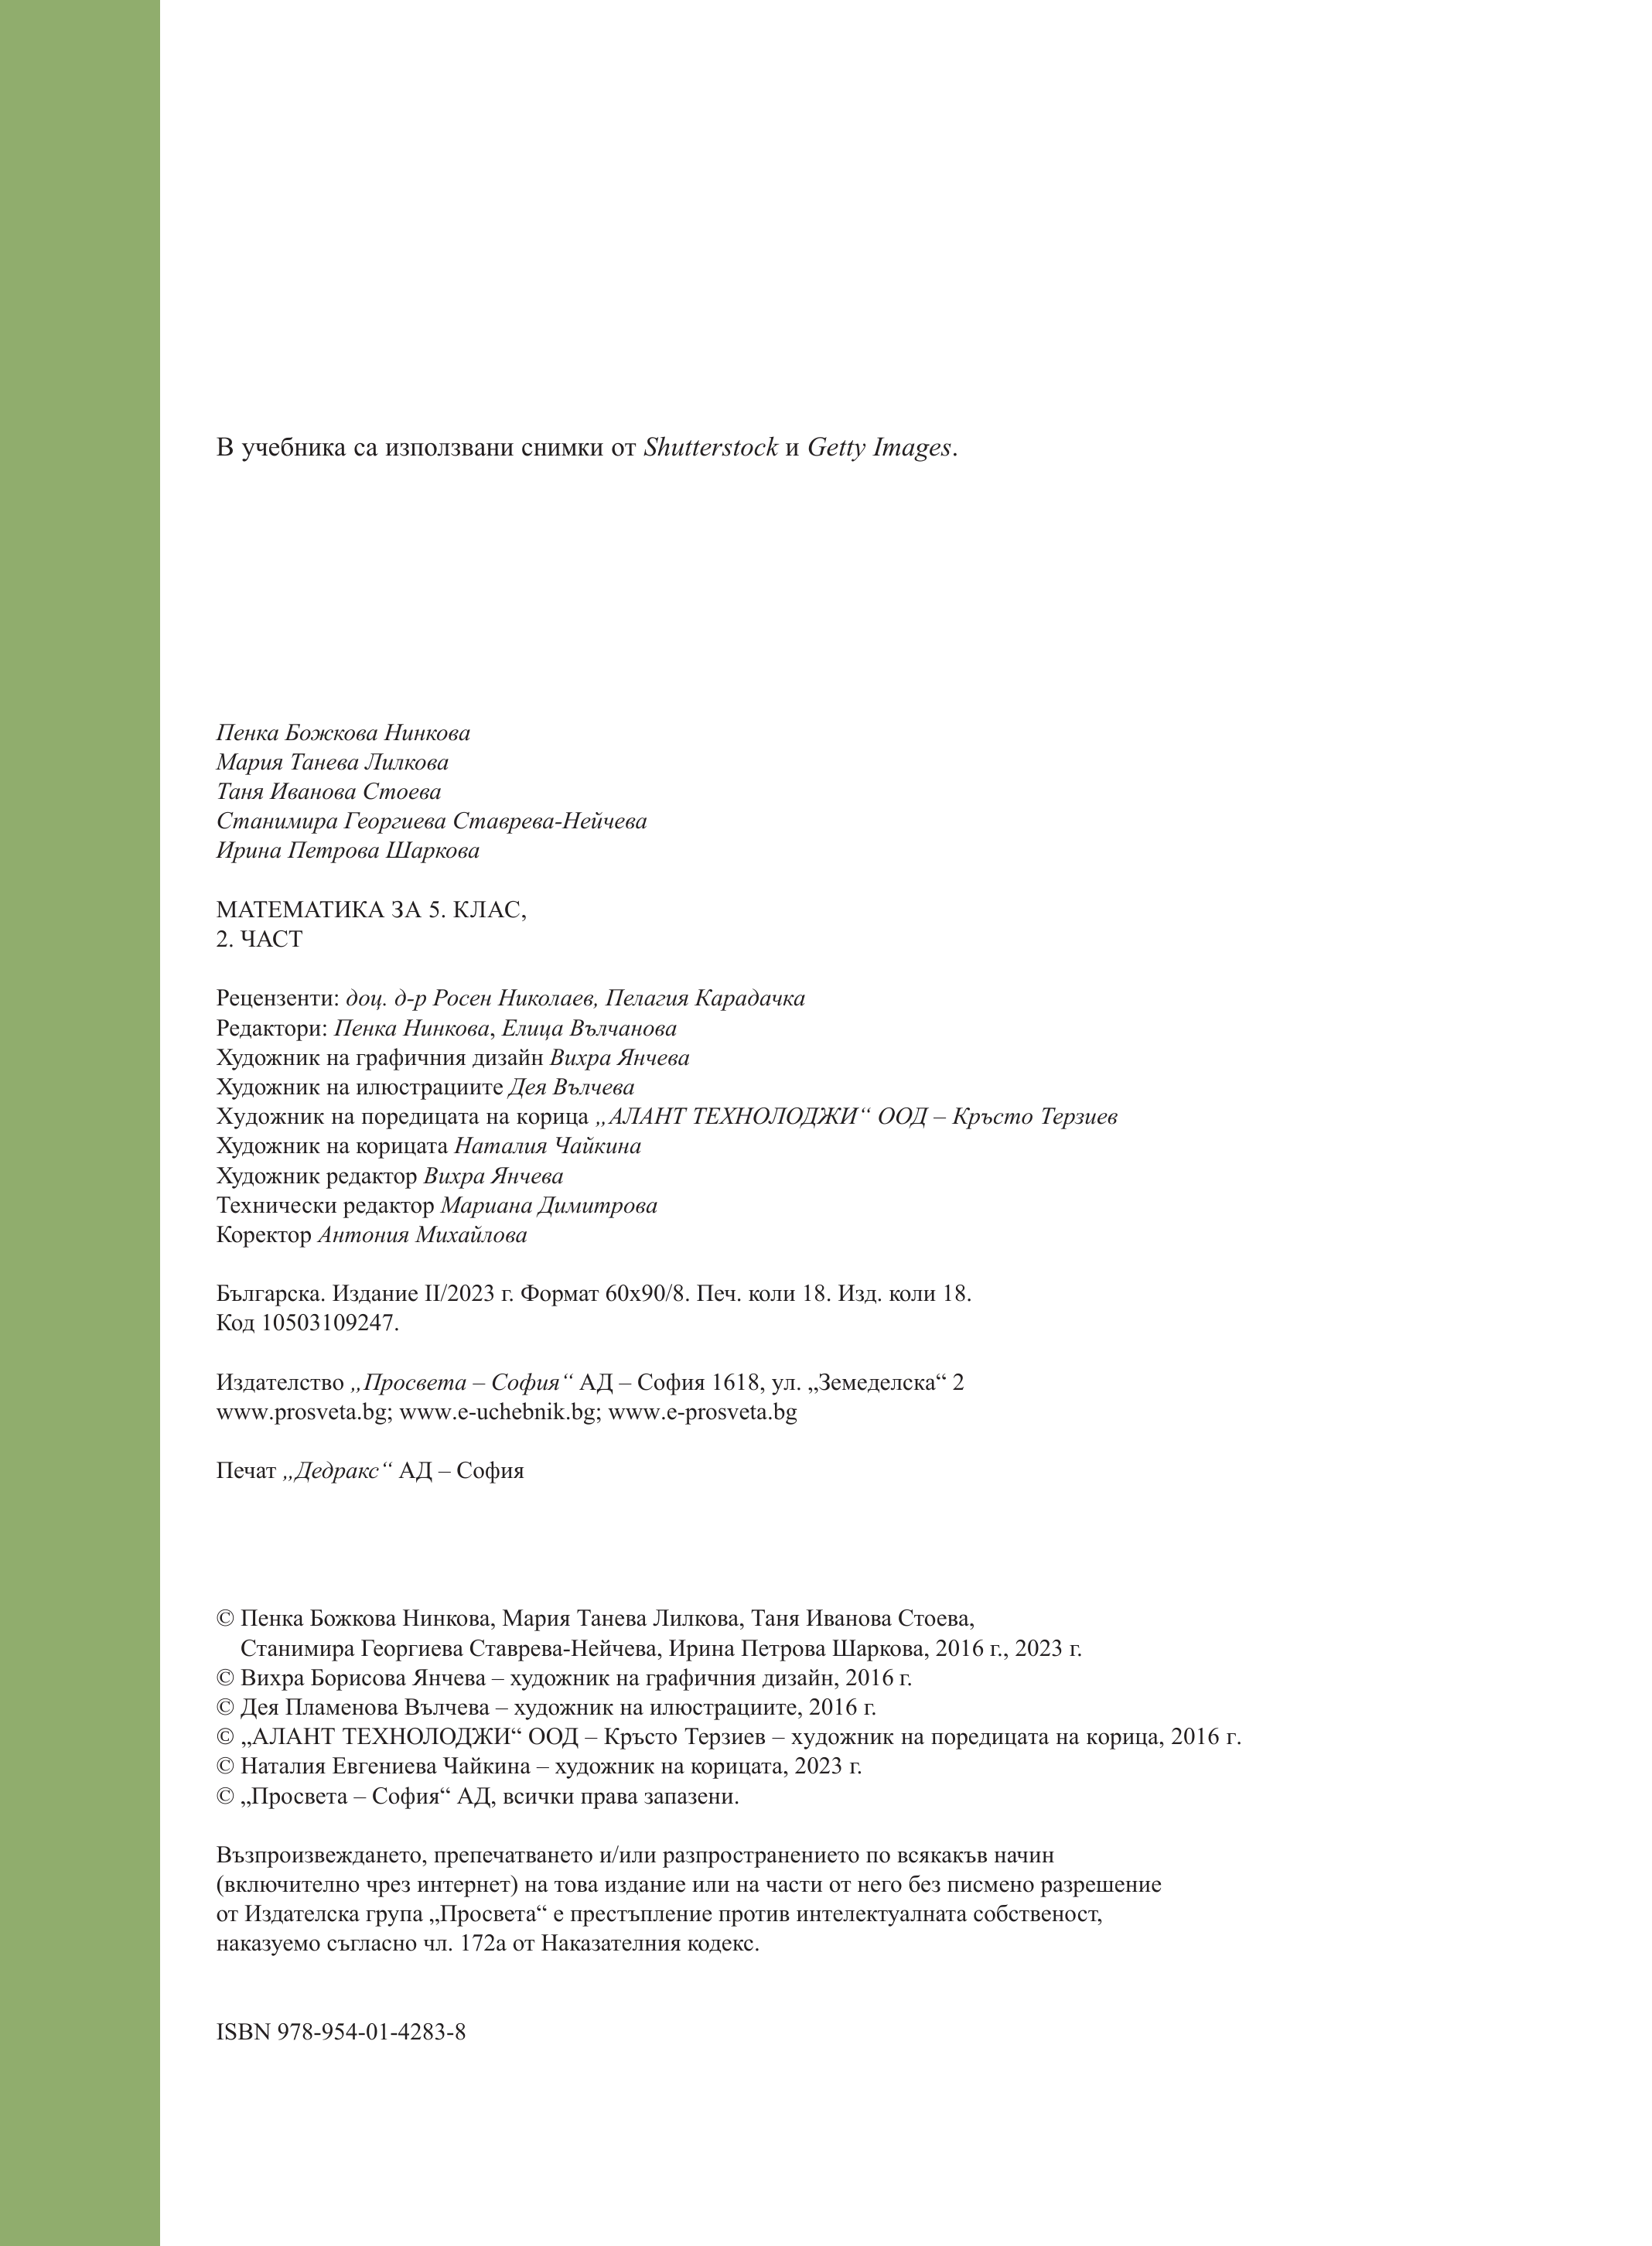 В учебника са използвани снимки от Shutterstock и Getty Images.
Пенка Божкова Нинкова
Мария Танева Лилкова
Таня Иванова Стоева
Станимира Георгиева Ставрева-Нейчева
Ирина Петрова Шаркова
МАТЕМАТИКА ЗА 5. КЛАС,
2. ЧАСТ
Рецензенти: доц. д-р Росен Николаев, Пелагия Карадачка
Редактори: Пенка Нинкова, Елица Вълчанова
Художник на графичния дизайн Вихра Янчева
Художник на илюстрациите Дея Вълчева
Художник на поредицата на корица „АЛАНТ ТЕХНОЛОДЖИ“ ООД – Кръсто Терзиев
Художник на корицата Наталия Чайкина
Художник редактор Вихра Янчева
Технически редактор Мариана Димитрова
Коректор Антония Михайлова
Българска. Издание II/2023 г. Формат 60x90/8. Печ. коли 18. Изд. коли 18.
Код 10503109247.
Издателство „Просвета – София“ АД – София 1618, ул. „Земеделска“ 2
www.prosveta.bg; www.e-uchebnik.bg; www.e-prosveta.bg
Печат „Дедракс“ АД – София
© Пенка Божкова Нинкова, Мария Танева Лилкова, Таня Иванова Стоева,
Станимира Георгиева Ставрева-Нейчева, Ирина Петрова Шаркова, 2016 г., 2023 г.
© Вихра Борисова Янчева – художник на графичния дизайн, 2016 г.
© Дея Пламенова Вълчева – художник на илюстрациите, 2016 г.
© „АЛАНТ ТЕХНОЛОДЖИ“ ООД – Кръсто Терзиев – художник на поредицата на корица, 2016 г.
© Наталия Евгениева Чайкина – художник на корицата, 2023 г.
© „Просвета – София“ АД, всички права запазени.
Възпроизвеждането, препечатването и/или разпространението по всякакъв начин
(включително чрез интернет) на това издание или на части от него без писмено разрешение
от Издателска група „Просвета“ е престъпление против интелектуалната собственост,
наказуемо съгласно чл. 172а от Наказателния кодекс.
ISBN 978-954-01-4283-8